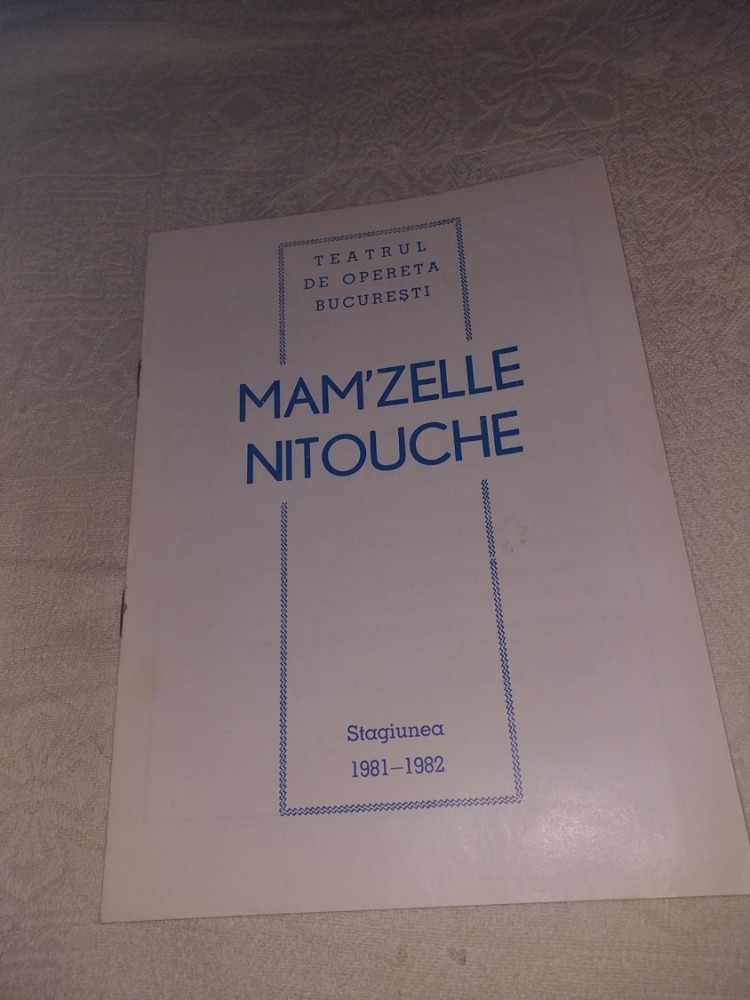 TEATRUL
DE OPERETA
BUCUREȘTI
MAM'ZELLE
NITOUCHE
Stagiunea
1981–1982